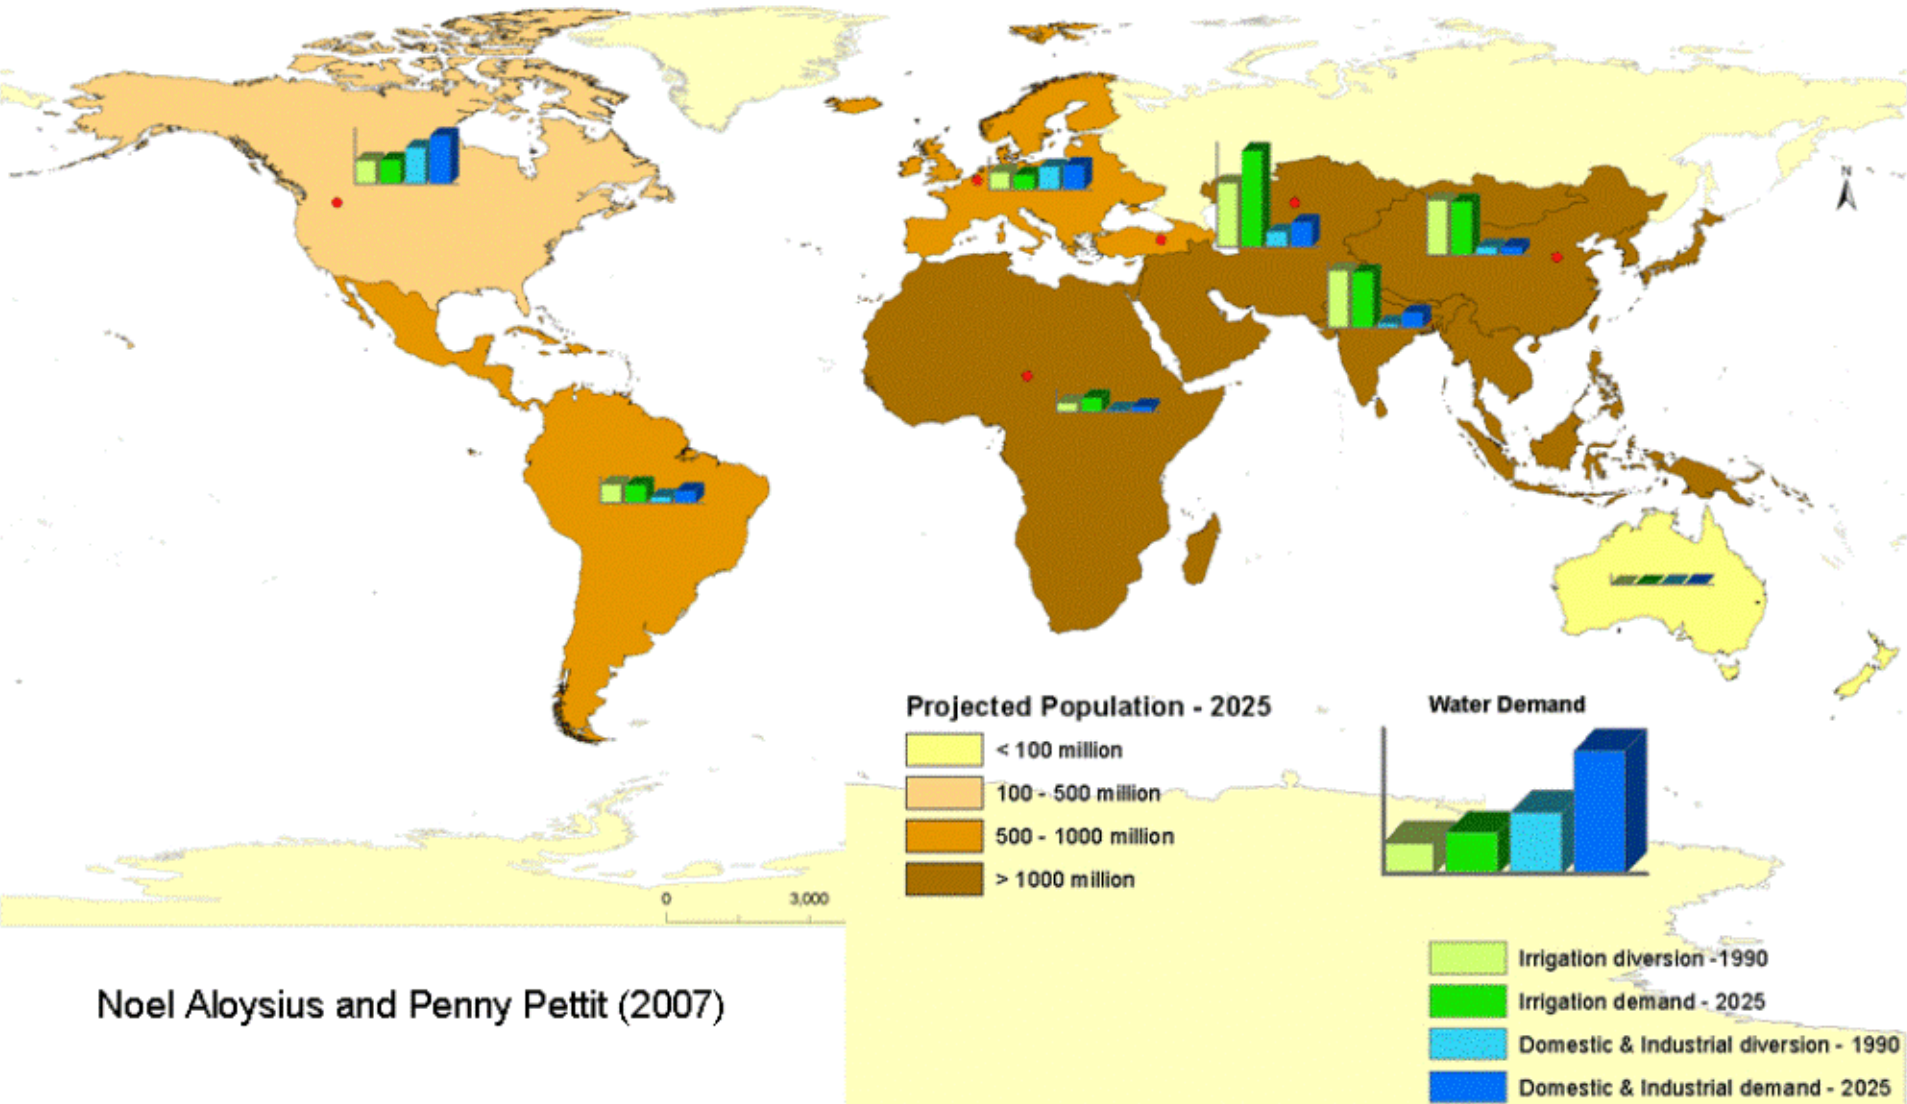 N
Projected Population - 2025
< 100 million
100 - 500 million
500 - 1000 million
> 1000 million
Water Demand
0 3,000
Irrigation diversion -1990
Irrigation demand - 2025
Domestic & Industrial diversion - 1990
Domestic & Industrial demand - 2025
Noel Aloysius and Penny Pettit (2007)